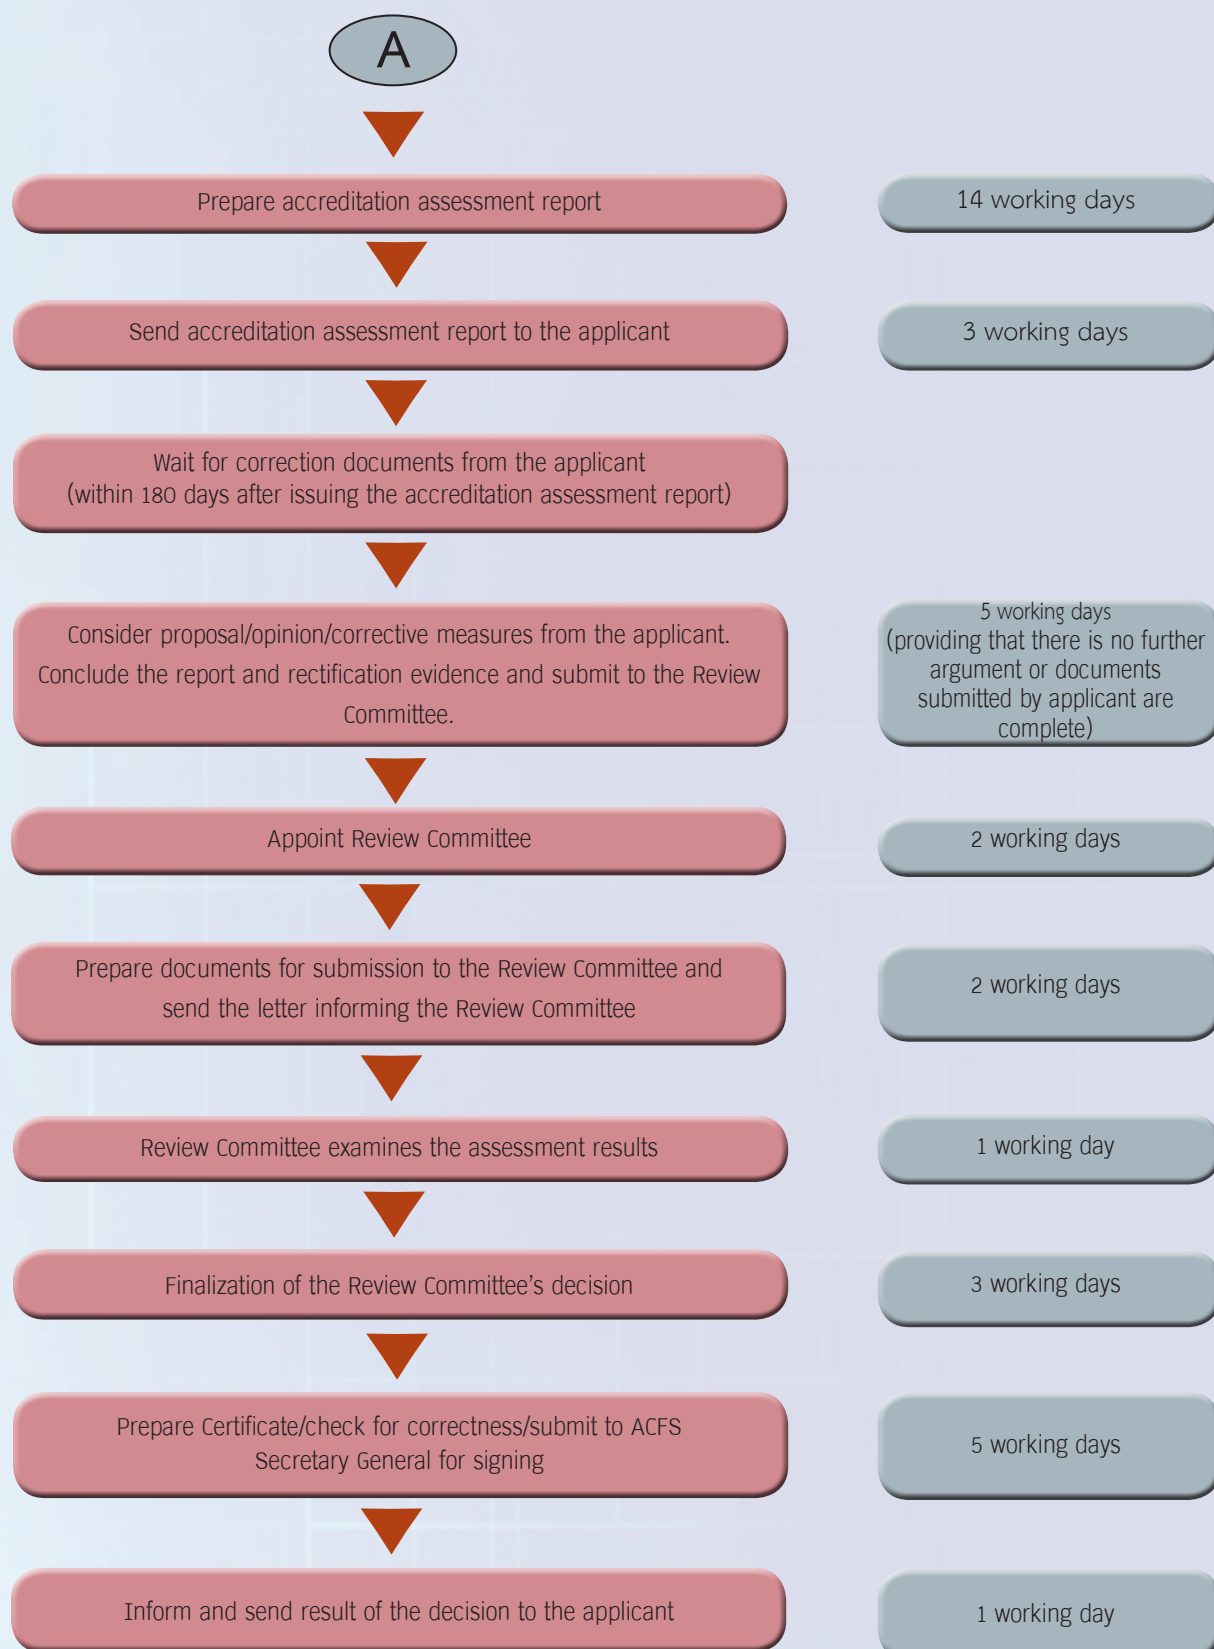 A
Prepare accreditation assessment report
14 working days
Send accreditation assessment report to the applicant
3 working days
Wait for correction documents from the applicant
(within 180 days after issuing the accreditation assessment report)
Consider proposal/opinion/corrective measures from the applicant.
Conclude the report and rectification evidence and submit to the Review
Committee.
5 working days
(providing that there is no further
argument or documents
submitted by applicant are
complete)
Appoint Review Committee
2 working days
Prepare documents for submission to the Review Committee and
send the letter informing the Review Committee
2 working days
Review Committee examines the assessment results
1 working day
Finalization of the Review Committee's decision
3 working days
Prepare Certificate/check for correctness/submit to ACFS
Secretary General for signing
5 working days
Inform and send result of the decision to the applicant
1 working day